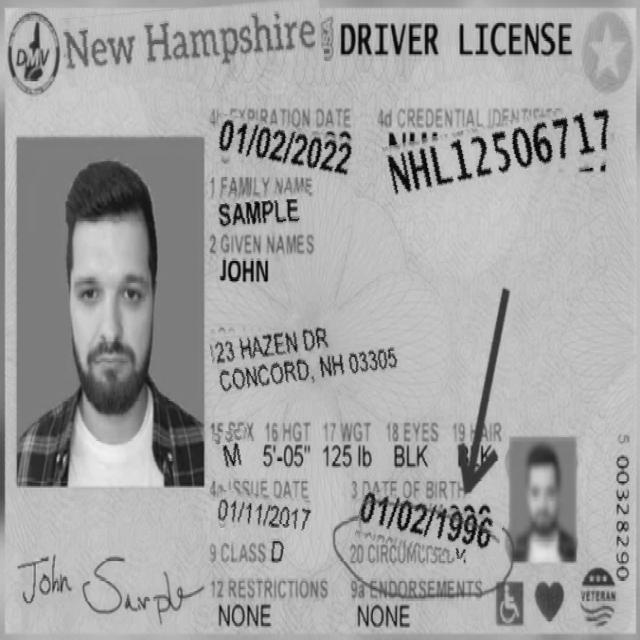 DMV New Hampshire USA DRIVER LICENSE
4b EXPIRATION DATE 4d CREDENTIAL IDENTIFIER
01/02/2022 NHL12506717
1 FAMILY NAME
SAMPLE
2 GIVEN NAMES
JOHN
123 HAZEN DR
CONCORD, NH 03305
15 SEX 16 HGT 17 WGT 18 EYES 19 HAIR
M 5'-05" 125 lb BLK BLK
4a ISSUE DATE 3 DATE OF BIRTH
01/11/2017 01/02/1996
9 CLASS D 20
12 RESTRICTIONS 9a ENDORSEMENTS
NONE NONE
John Sample
VETERAN
5 00328290